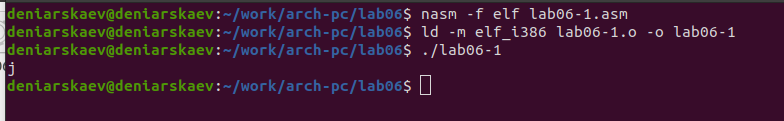 deniarskaev@deniarskaev:~/work/arch-pc/lab06$ nasm -f elf lab06-1.asm
deniarskaev@deniarskaev:~/work/arch-pc/lab06$ ld -m elf_i386 lab06-1.o -o lab06-1
deniarskaev@deniarskaev:~/work/arch-pc/lab06$ ./lab06-1
j
deniarskaev@deniarskaev:~/work/arch-pc/lab06$